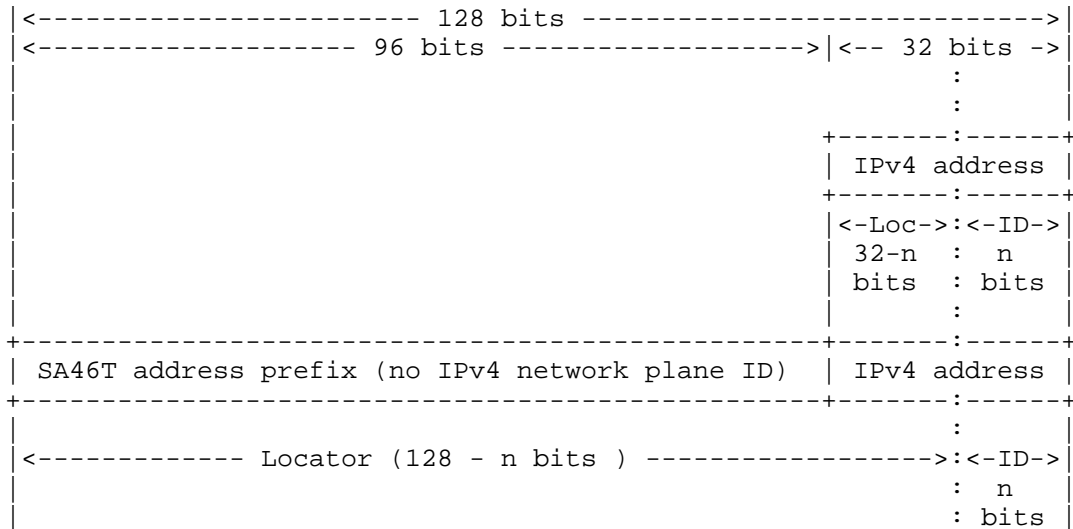 |<------------------------ 128 bits ----------------------------->|
|<-------------------- 96 bits ------------------->|<-- 32 bits ->|
|                                                          :      |
|                                                          :      |
|                                                  +-------:------+
|                                                  | IPv4 address |
|                                                  +-------:------+
|                                                  |<-Loc->:<-ID->|
|                                                  | 32-n  :  n   |
|                                                  | bits  : bits |
|                                                  |       :      |
+--------------------------------------------------+-------:------+
| SA46T address prefix (no IPv4 network plane ID)  | IPv4 address |
+--------------------------------------------------+-------:------+
|                                                          :      |
|<------------- Locator (128 - n bits ) ------------------>:<-ID->|
|                                                          :  n   |
|                                                          : bits |